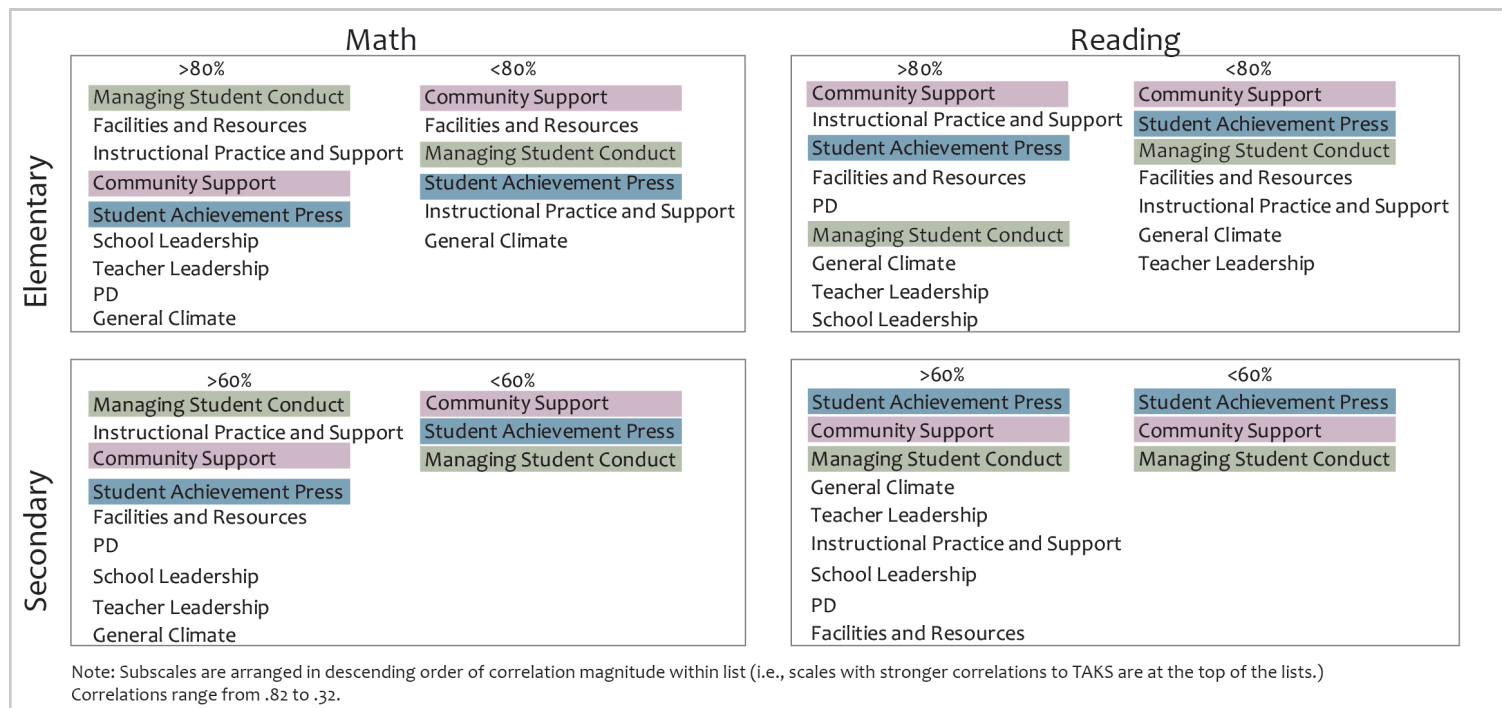 Math
>80%
Managing Student Conduct
Facilities and Resources
Instructional Practice and Support
Community Support
Student Achievement Press
School Leadership
Teacher Leadership
PD
General Climate
<80%
Community Support
Facilities and Resources
Managing Student Conduct
Student Achievement Press
Instructional Practice and Support
General Climate
Reading
>80%
Community Support
Instructional Practice and Support
Student Achievement Press
Facilities and Resources
PD
Managing Student Conduct
General Climate
Teacher Leadership
School Leadership
<80%
Community Support
Student Achievement Press
Managing Student Conduct
Facilities and Resources
Instructional Practice and Support
General Climate
Teacher Leadership
Elementary
Secondary
>60%
Managing Student Conduct
Instructional Practice and Support
Community Support
Student Achievement Press
Facilities and Resources
PD
School Leadership
Teacher Leadership
General Climate
<60%
Community Support
Student Achievement Press
Managing Student Conduct
>60%
Student Achievement Press
Community Support
Managing Student Conduct
General Climate
Teacher Leadership
Instructional Practice and Support
School Leadership
PD
Facilities and Resources
<60%
Student Achievement Press
Community Support
Managing Student Conduct
Note: Subscales are arranged in descending order of correlation magnitude within list (i.e., scales with stronger correlations to TAKS are at the top of the lists.)
Correlations range from .82 to .32.